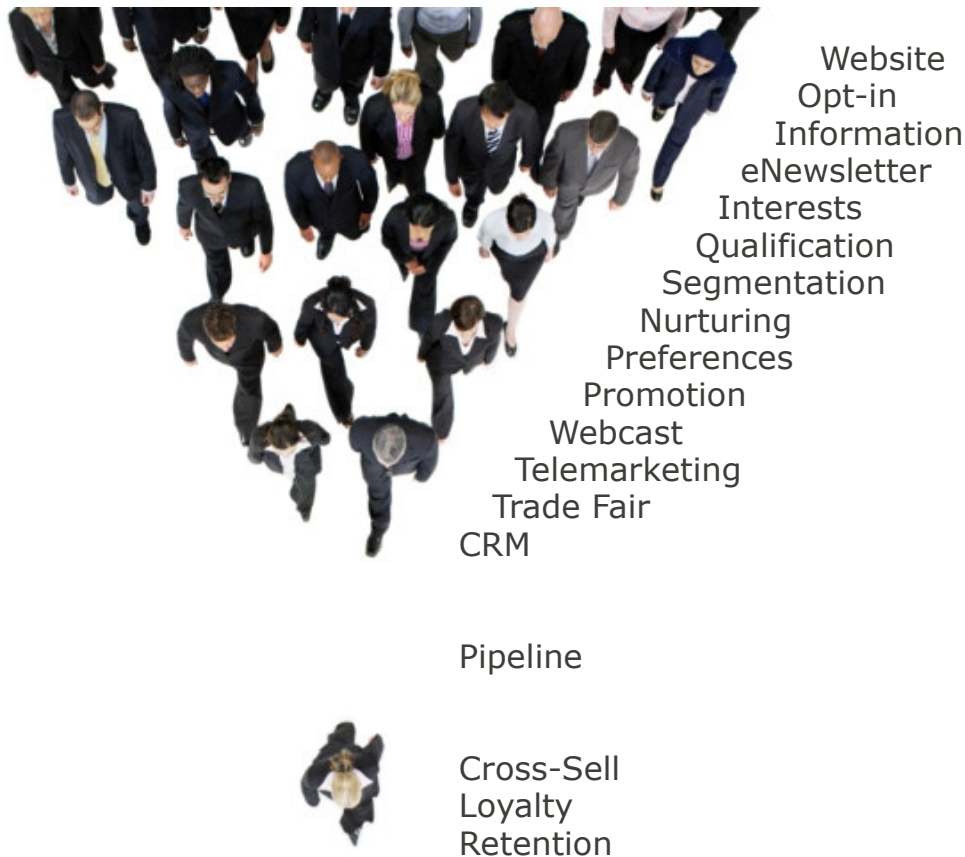 Website
Opt-in
Information
eNewsletter
Interests
Qualification
Segmentation
Nurturing
Preferences
Promotion
Webcast
Telemarketing
Trade Fair
CRM
Pipeline
Cross-Sell
Loyalty
Retention